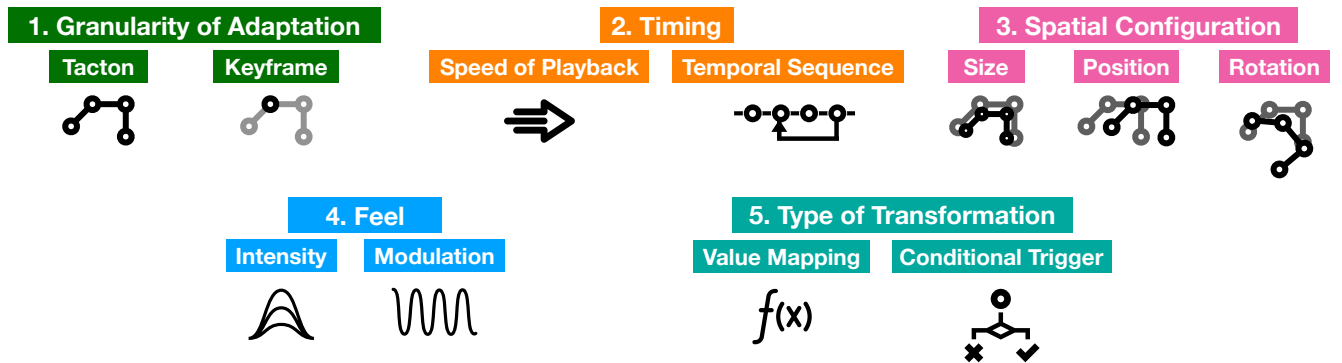 1. Granularity of Adaptation
Tacton
Keyframe
2. Timing
Speed of Playback
Temporal Sequence
3. Spatial Configuration
Size
Position
Rotation
4. Feel
Intensity
Modulation
5. Type of Transformation
Value Mapping
Conditional Trigger
f(x)